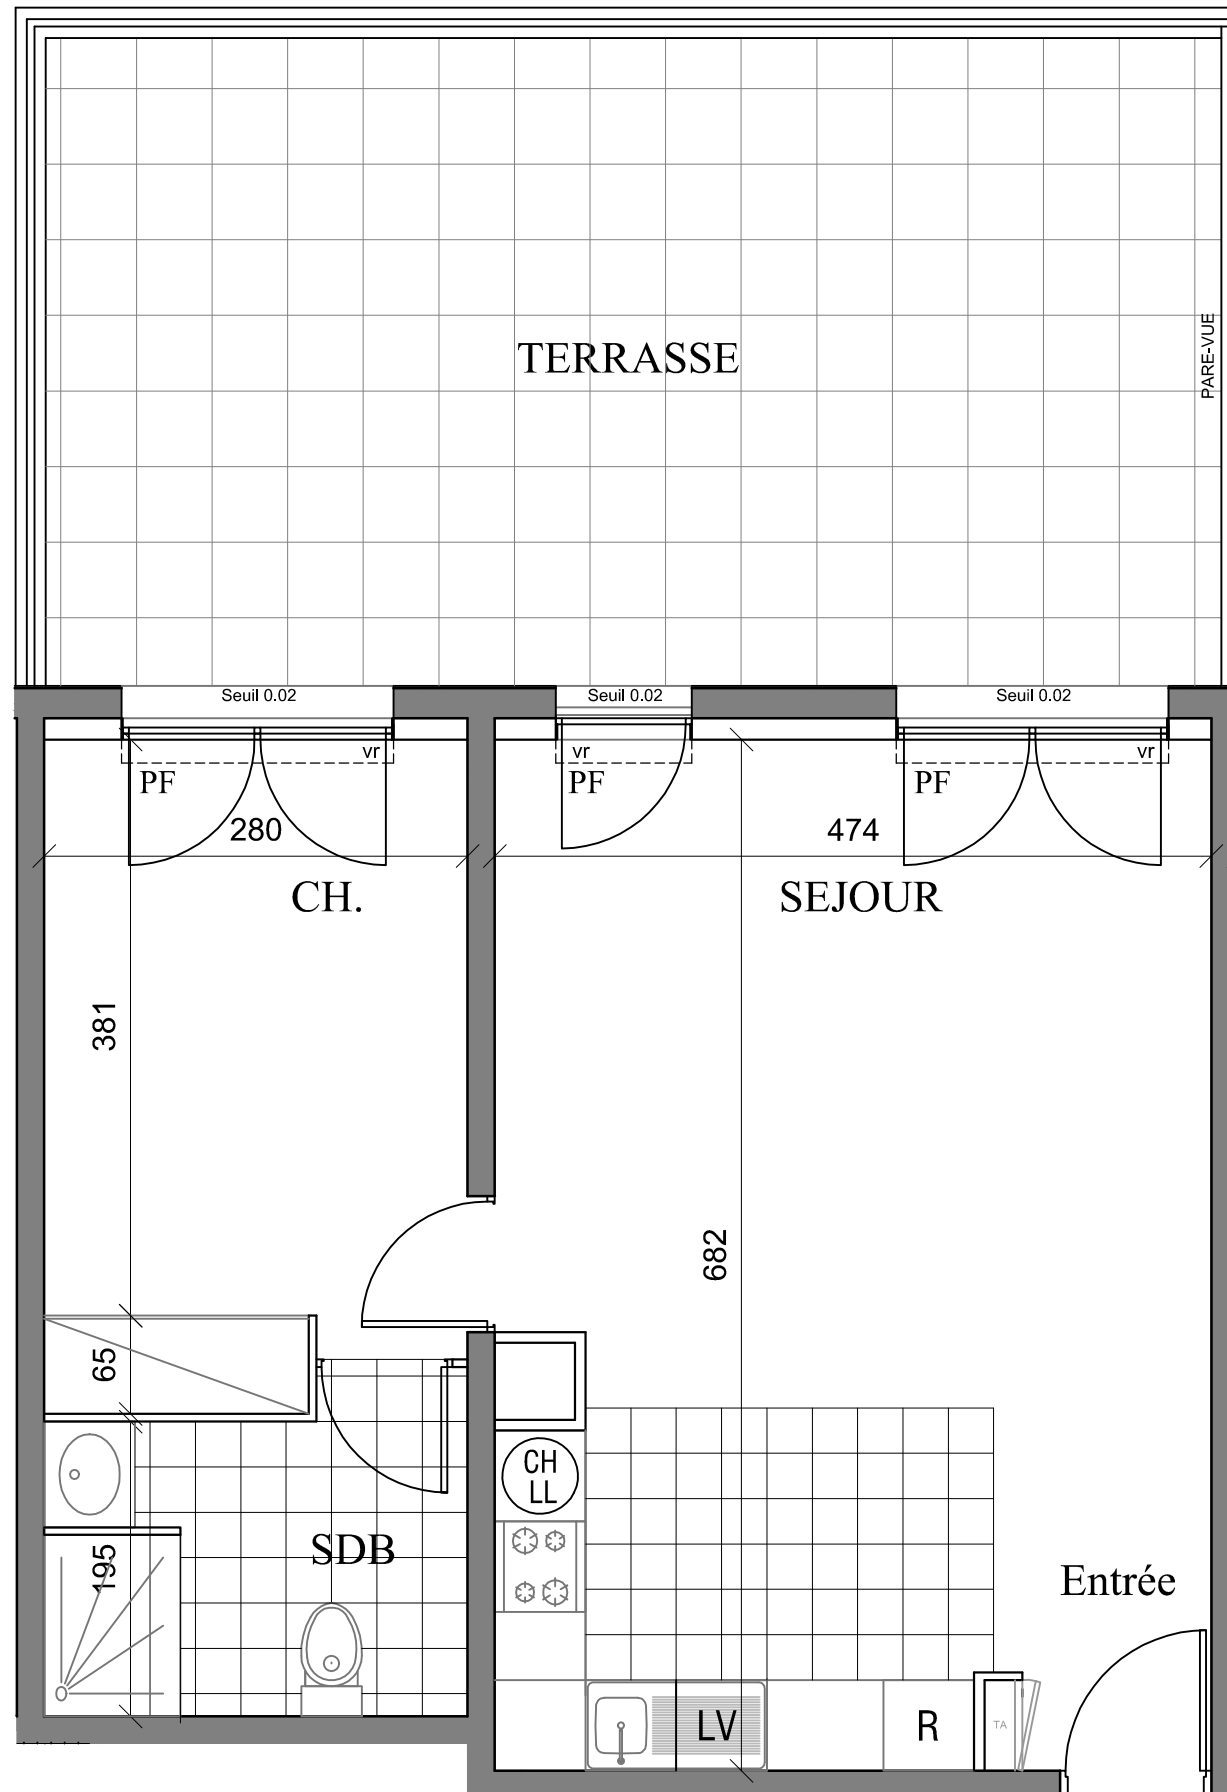 TERRASSE
PARE-VUE
Seuil 0.02
Seuil 0.02
Seuil 0.02
vr
PF
vr
PF
vr
PF
280
474
CH.
SEJOUR
381
682
65
CH
LL
SDB
195
Entrée
LV
R
TA